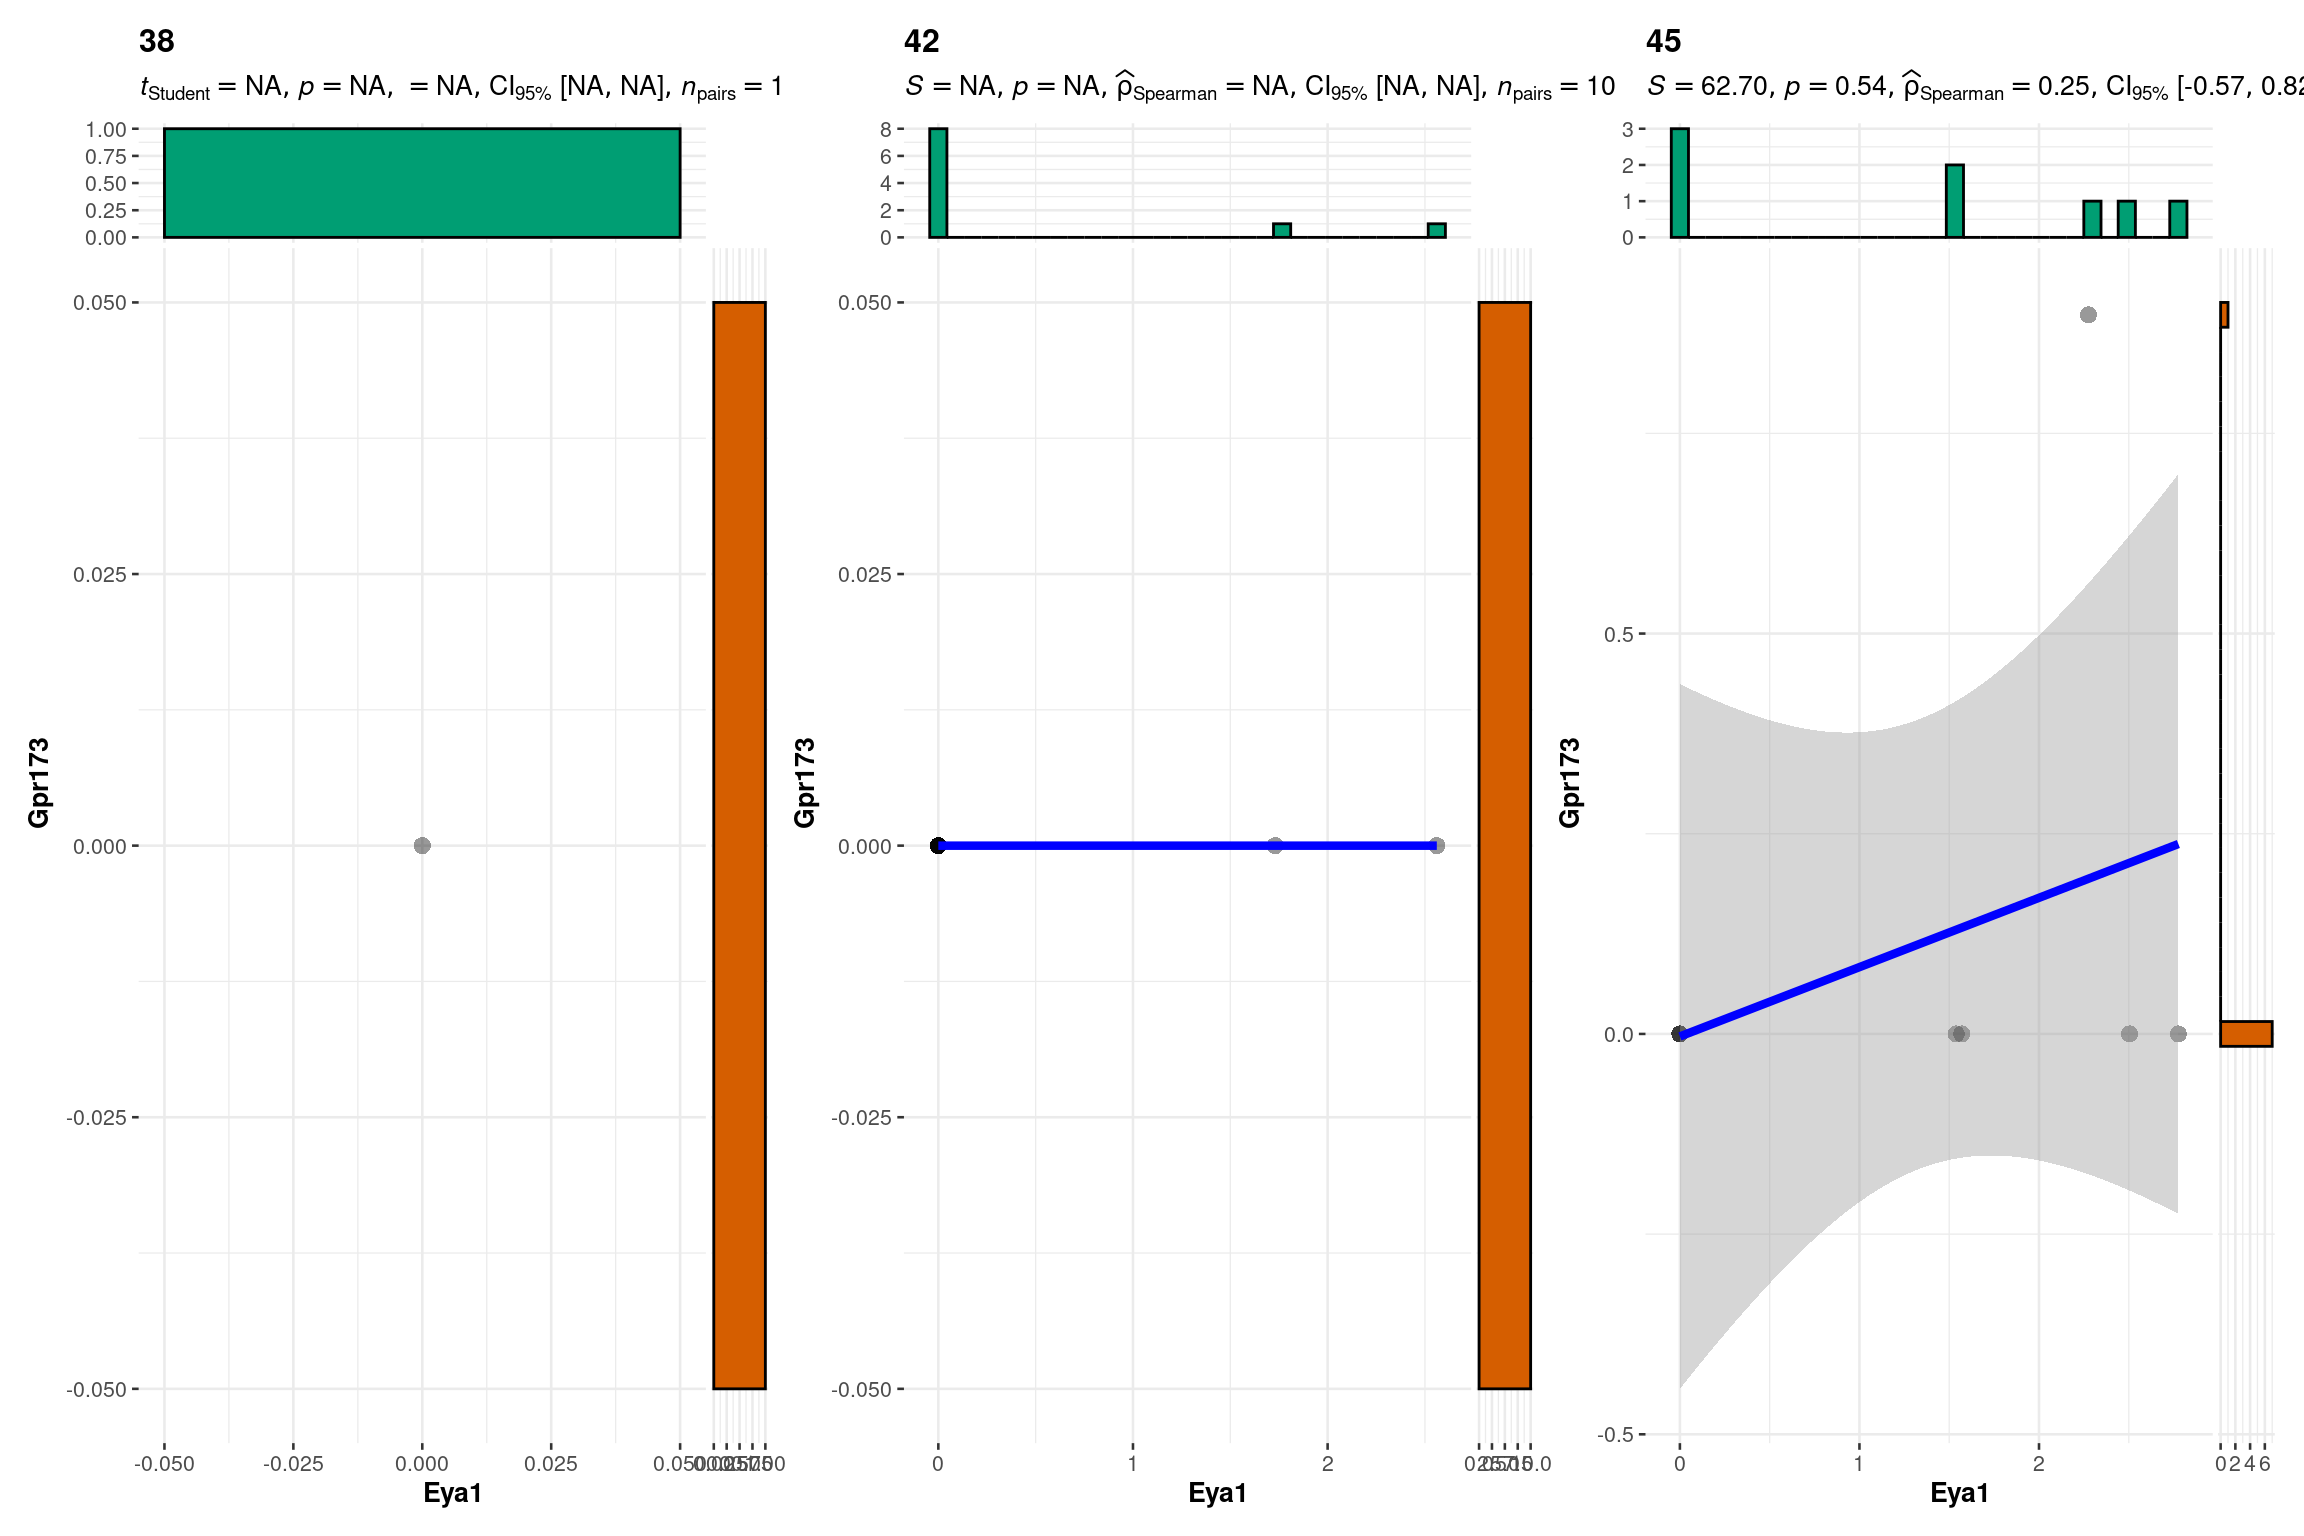 38
t Student = NA, p = NA, = NA, CI95% [NA, NA], n pairs = 1
1.00
0.75
0.50
0.25
0.00
0.050
0.025
0.000
-0.025
-0.050
Gpr173
-0.050 -0.025 0.000 0.025 0.050
Eya1
42
S = NA, p = NA, ρ̂ Spearman = NA, CI95% [NA, NA], n pairs = 10
8
6
4
2
0
0.050
0.025
0.000
-0.025
-0.050
Gpr173
0 1 2
Eya1
45
S = 62.70, p = 0.54, ρ̂ Spearman = 0.25, CI95% [-0.57, 0.82
3
2
1
0
0.5
0.0
-0.5
Gpr173
0 1 2
0 2 4 6
Eya1